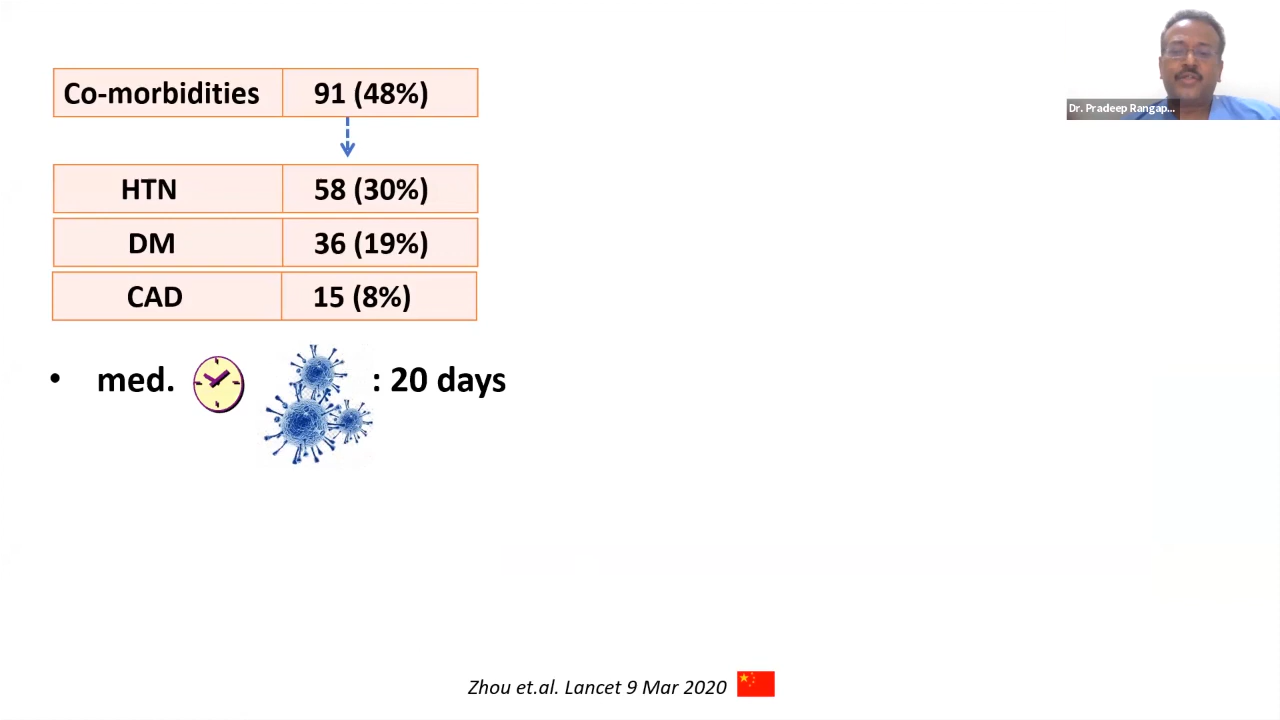 Co-morbidities 91 (48%)
HTN 58 (30%)
DM 36 (19%)
CAD 15 (8%)
• med. : 20 days
Zhou et.al. Lancet 9 Mar 2020
Dr. Pradeep Rangap...